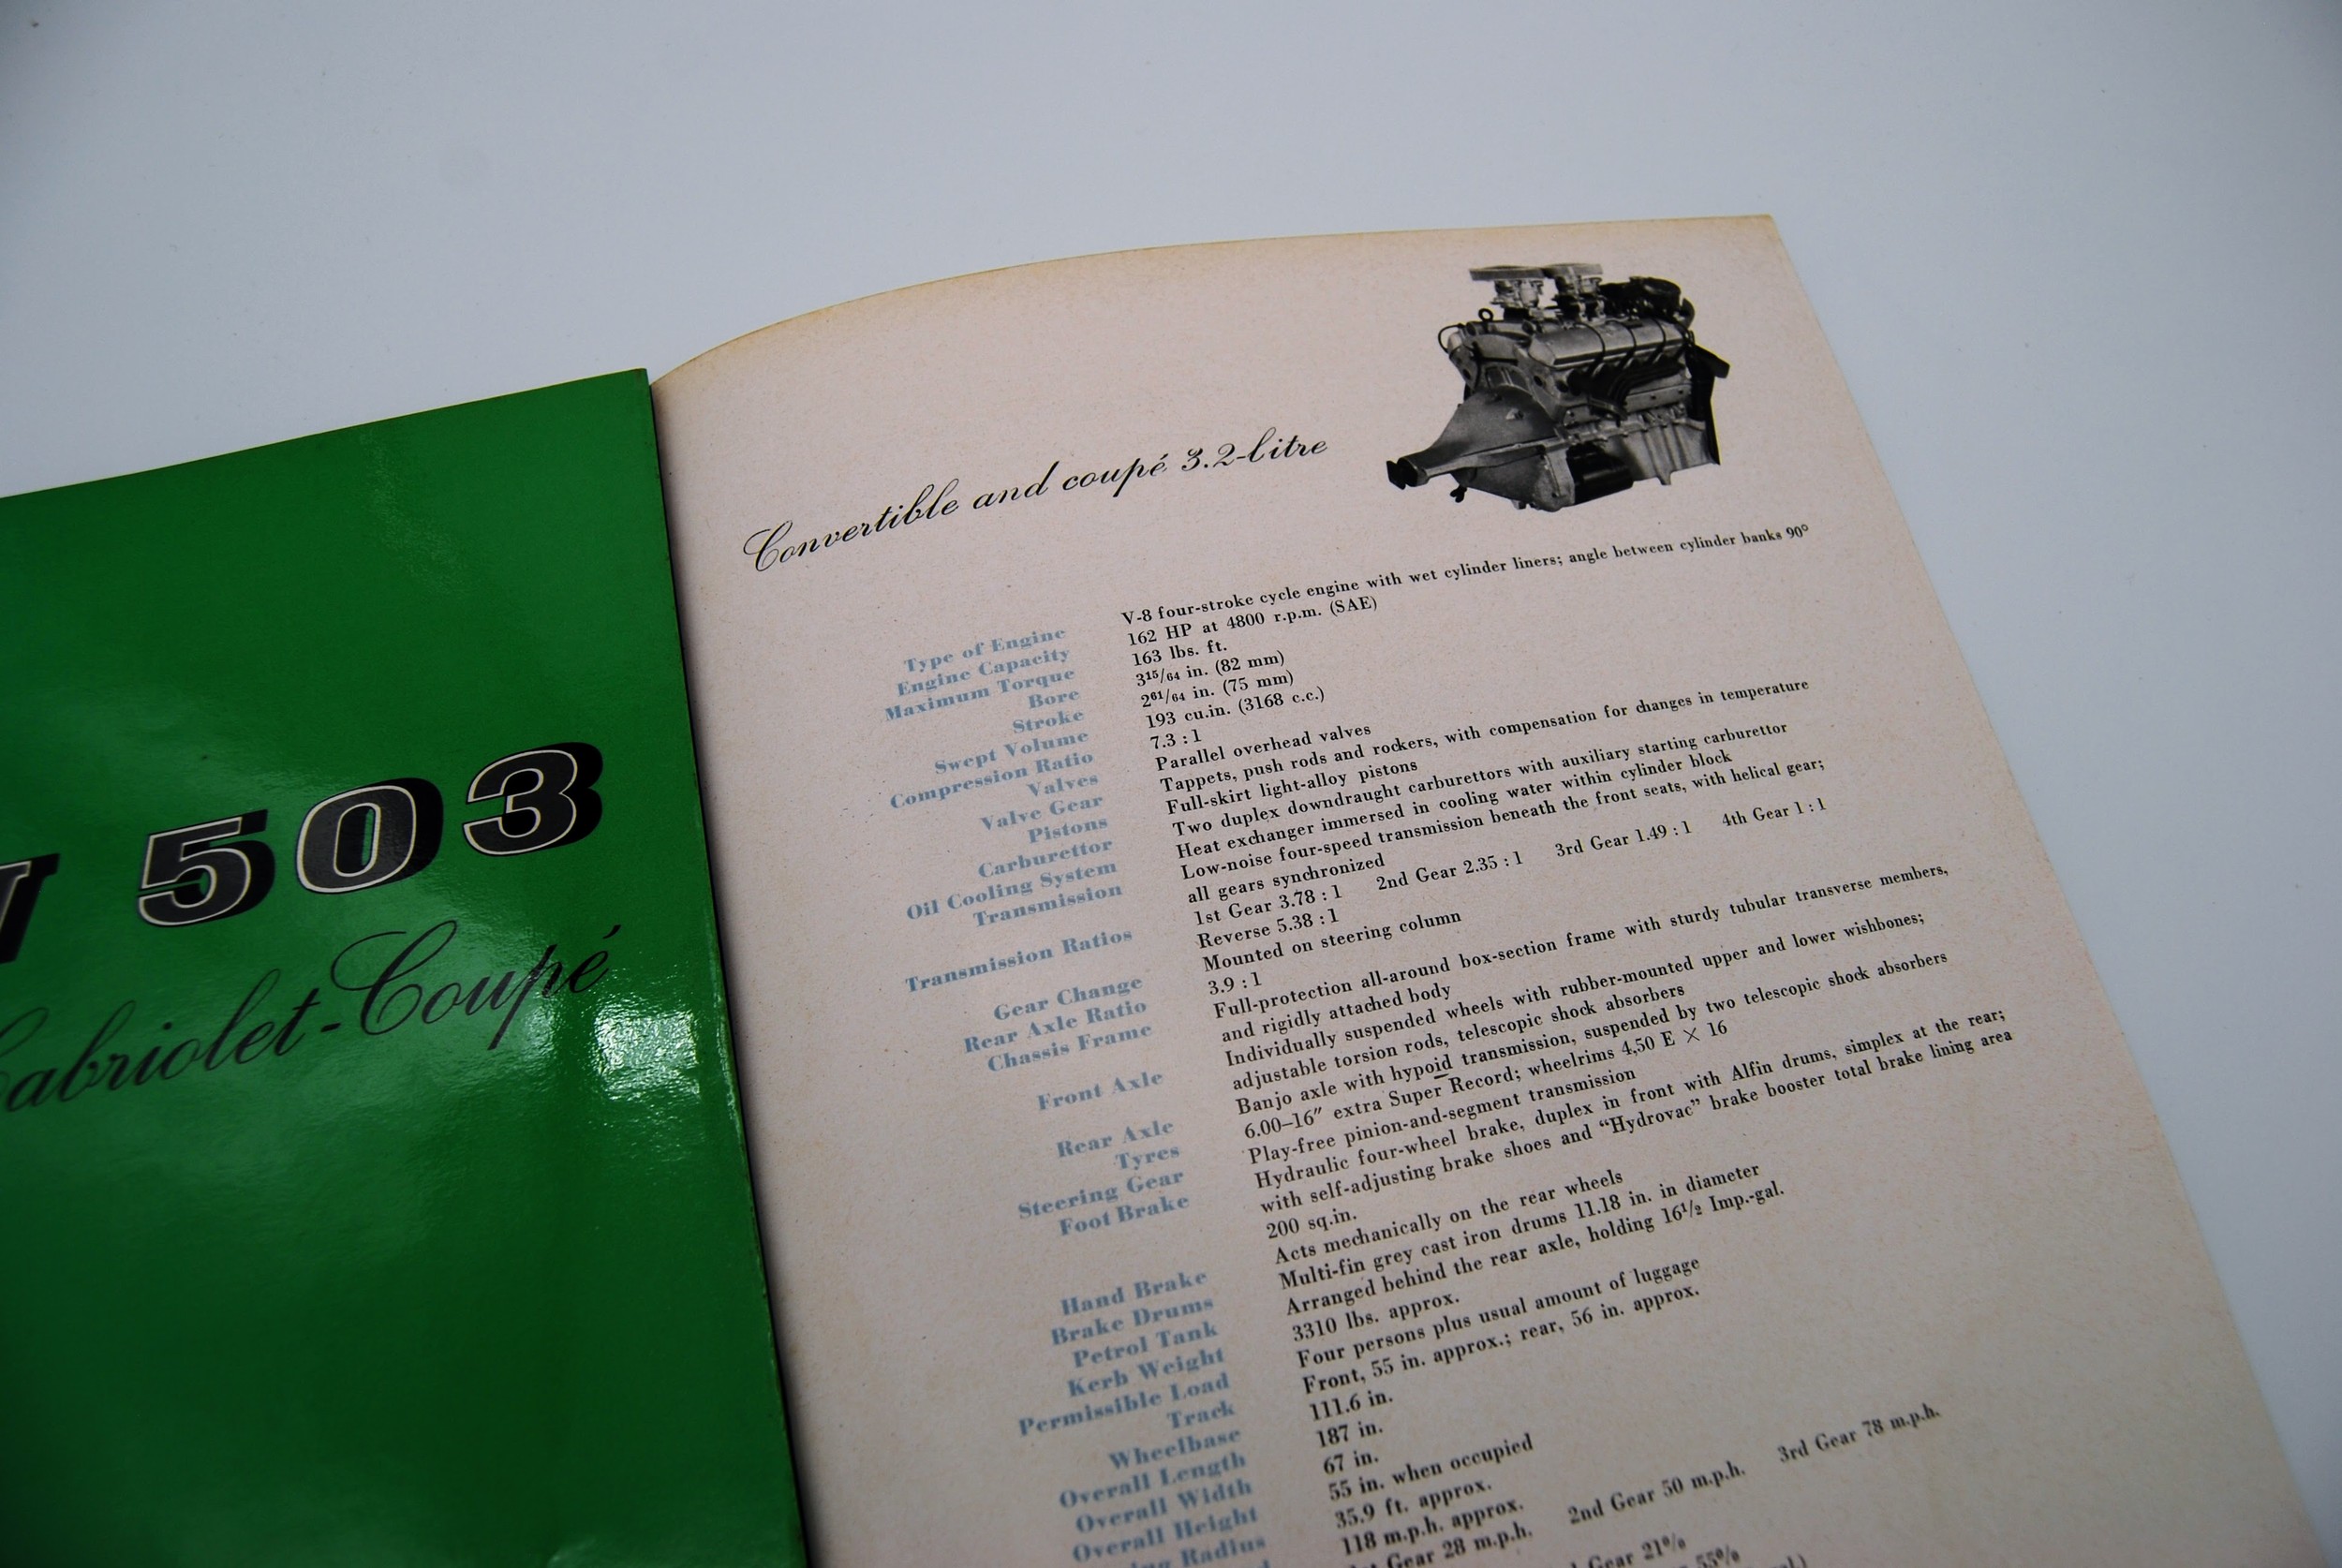 503
Cabriolet-Coupé
Convertible and coupé 3.2-litre
Type of Engine V-8 four-stroke cycle engine with wet cylinder liners; angle between cylinder banks 90°
Engine Capacity 162 HP at 4800 r.p.m. (SAE)
Maximum Torque 163 lbs. ft.
Bore 3 15/64 in. (82 mm)
Stroke 2 61/64 in. (75 mm)
Swept Volume 193 cu.in. (3168 c.c.)
Compression Ratio 7.3 : 1
Valves Parallel overhead valves
Valve Gear Tappets, push rods and rockers, with compensation for changes in temperature
Pistons Full-skirt light-alloy pistons
Carburettor Two duplex downdraught carburettors with auxiliary starting carburettor
Oil Cooling System Heat exchanger immersed in cooling water within cylinder block
Transmission Low-noise four-speed transmission beneath the front seats, with helical gear;
all gears synchronized
Transmission Ratios 1st Gear 3.78 : 1 2nd Gear 2.35 : 1 3rd Gear 1.49 : 1 4th Gear 1 : 1
Reverse 5.38 : 1
Gear Change Mounted on steering column
Rear Axle Ratio 3.9 : 1
Chassis Frame Full-protection all-around box-section frame with sturdy tubular transverse members,
and rigidly attached body
Front Axle Individually suspended wheels with rubber-mounted upper and lower wishbones;
adjustable torsion rods, telescopic shock absorbers
Rear Axle Banjo axle with hypoid transmission, suspended by two telescopic shock absorbers
Tyres 6.00–16″ extra Super Record; wheelrims 4,50 E × 16
Steering Gear Play-free pinion-and-segment transmission
Foot Brake Hydraulic four-wheel brake, duplex in front with Alfin drums, simplex at the rear;
with self-adjusting brake shoes and “Hydrovac” brake booster total brake lining area
200 sq.in.
Hand Brake Acts mechanically on the rear wheels
Brake Drums Multi-fin grey cast iron drums 11.18 in. in diameter
Petrol Tank Arranged behind the rear axle, holding 16 1/2 Imp.-gal.
Kerb Weight 3310 lbs. approx.
Permissible Load Four persons plus usual amount of luggage
Track Front, 55 in. approx.; rear, 56 in. approx.
Wheelbase 111.6 in.
Overall Length 187 in.
Overall Width 67 in.
Overall Height 55 in. when occupied
Radius 35.9 ft. approx.
118 m.p.h. approx.
Gear 28 m.p.h. 2nd Gear 50 m.p.h. 3rd Gear 78 m.p.h.
Gear 21%
55%